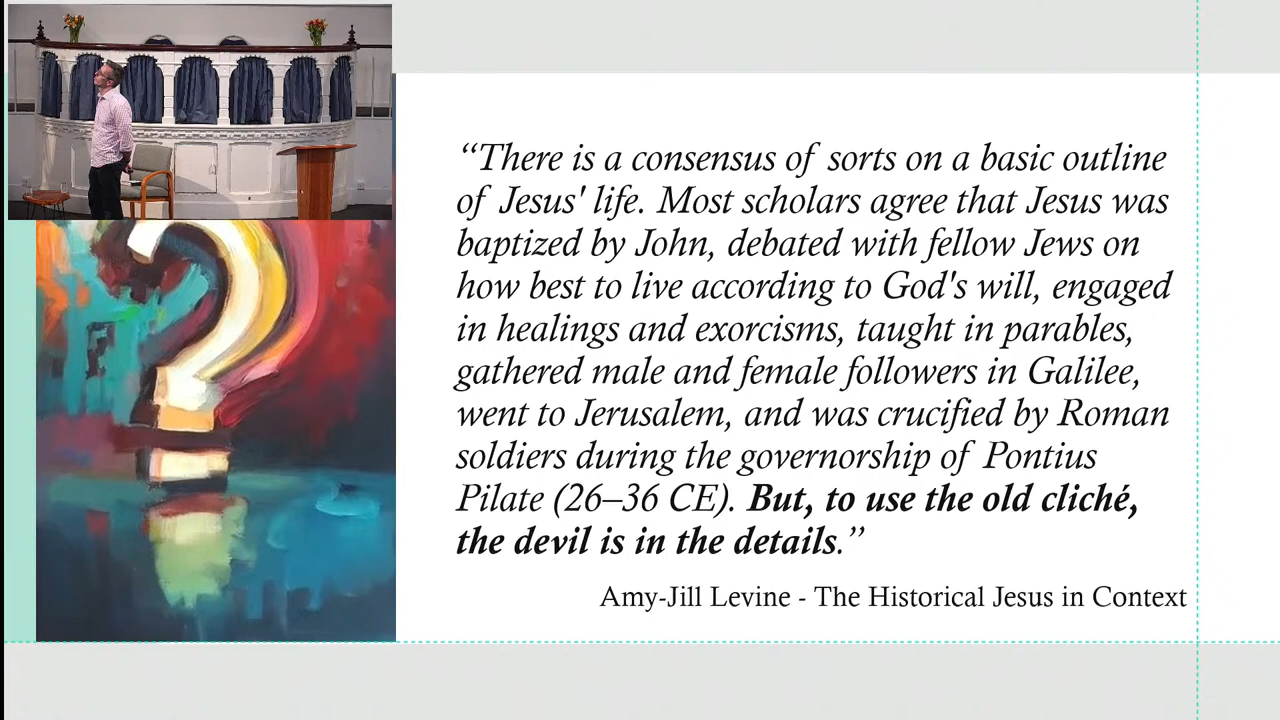 “There is a consensus of sorts on a basic outline
of Jesus' life. Most scholars agree that Jesus was
baptized by John, debated with fellow Jews on
how best to live according to God's will, engaged
in healings and exorcisms, taught in parables,
gathered male and female followers in Galilee,
went to Jerusalem, and was crucified by Roman
soldiers during the governorship of Pontius
Pilate (26–36 CE). But, to use the old cliché,
the devil is in the details.”
Amy-Jill Levine - The Historical Jesus in Context